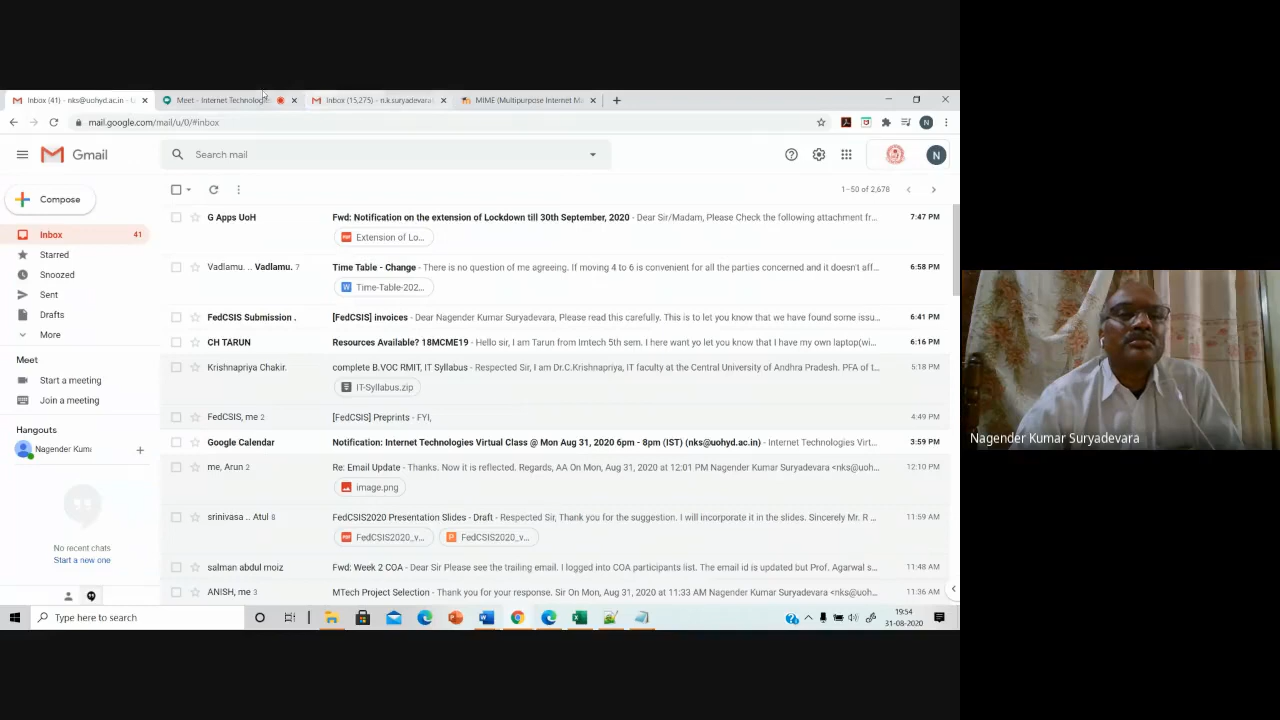 Inbox (41) - nks@uohyd.ac.in - U
Meet - Internet Technologi
Inbox (15,275) - n.k.suryadevara
MIME (Multipurpose Internet M
mail.google.com/mail/u/0/#inbox
Gmail
Search mail
N
Compose
1–50 of 2,678
Inbox 41
Starred
Snoozed
Sent
Drafts
More
Meet
Start a meeting
Join a meeting
Hangouts
Nagender Kum
No recent chats
Start a new one
G Apps UoH Fwd: Notification on the extension of Lockdown till 30th September, 2020 - Dear Sir/Madam, Please Check the following attachment fr... 7:47 PM
Extension of Lo...
Vadlamu. .. Vadlamu. 7 Time Table - Change - There is no question of me agreeing. If moving 4 to 6 is convenient for all the parties concerned and it doesn't aff... 6:58 PM
Time-Table-202...
FedCSIS Submission . [FedCSIS] invoices - Dear Nagender Kumar Suryadevara, Please read this carefully. This is to let you know that we have found some issu... 6:41 PM
CH TARUN Resources Available? 18MCME19 - Hello sir, I am Tarun from Imtech 5th sem. I here want yo let you know that I have my own laptop(wi... 6:16 PM
Krishnapriya Chakir. complete B.VOC RMIT, IT Syllabus - Respected Sir, I am Dr.C.Krishnapriya, IT faculty at the Central University of Andhra Pradesh. PFA of t... 5:18 PM
IT-Syllabus.zip
FedCSIS, me 2 [FedCSIS] Preprints - FYI, 4:49 PM
Google Calendar Notification: Internet Technologies Virtual Class @ Mon Aug 31, 2020 6pm - 8pm (IST) (nks@uohyd.ac.in) - Internet Technologies Virt... 3:59 PM
me, Arun 2 Re: Email Update - Thanks. Now it is reflected. Regards, AA On Mon, Aug 31, 2020 at 12:01 PM Nagender Kumar Suryadevara <nks@uoh... 12:10 PM
image.png
srinivasa .. Atul 8 FedCSIS2020 Presentation Slides - Draft - Respected Sir, Thank you for the suggestion. I will incorporate it in the slides. Sincerely Mr. R ... 11:59 AM
FedCSIS2020_v... FedCSIS2020_v...
salman abdul moiz Fwd: Week 2 COA - Dear Sir Please see the trailing email. I logged into COA participants list. The email id is updated but Prof. Agarwal s... 11:48 AM
ANISH, me 3 MTech Project Selection - Thank you for your response. Sir On Mon, Aug 31, 2020 at 11:33 AM Nagender Kumar Suryadevara <nks@uoh... 11:36 AM
Type here to search
19:54
31-08-2020
Nagender Kumar Suryadevara